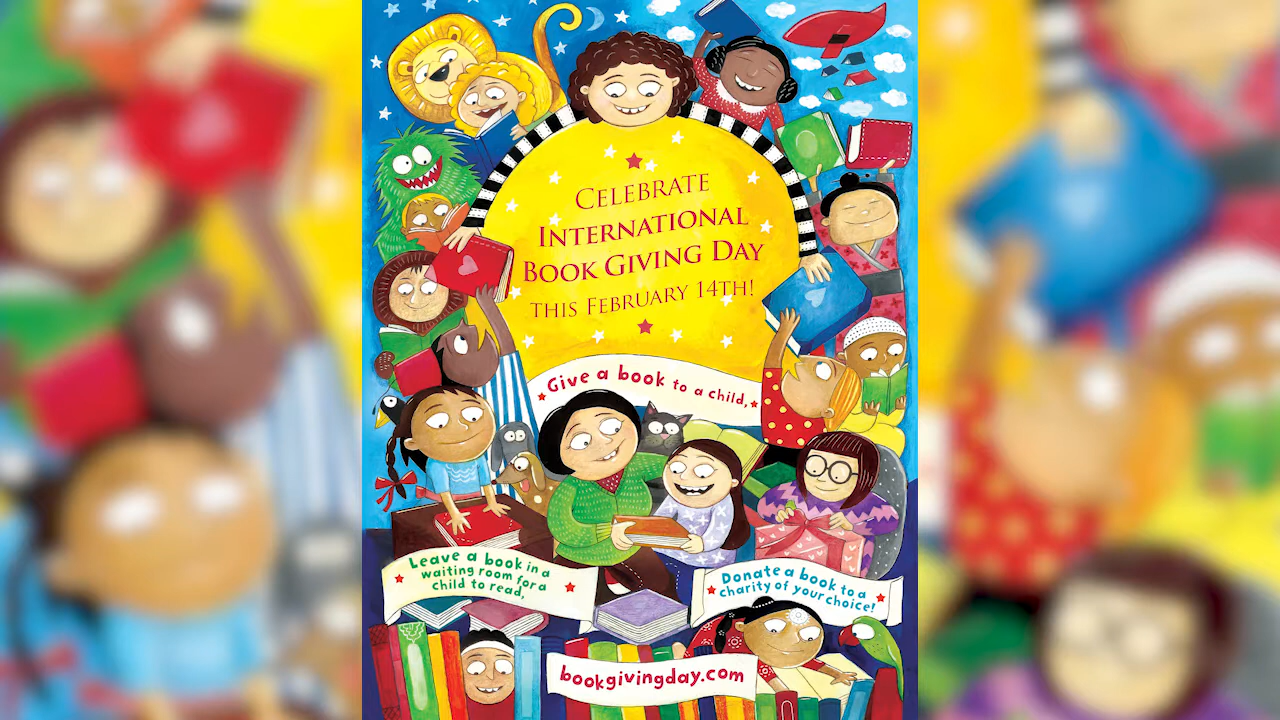 CELEBRATE
INTERNATIONAL
BOOK GIVING DAY
THIS FEBRUARY 14TH!
Give a book to a child,
Leave a book in a
waiting room for a
child to read,
Donate a book to a
charity of your choice!
bookgivingday.com